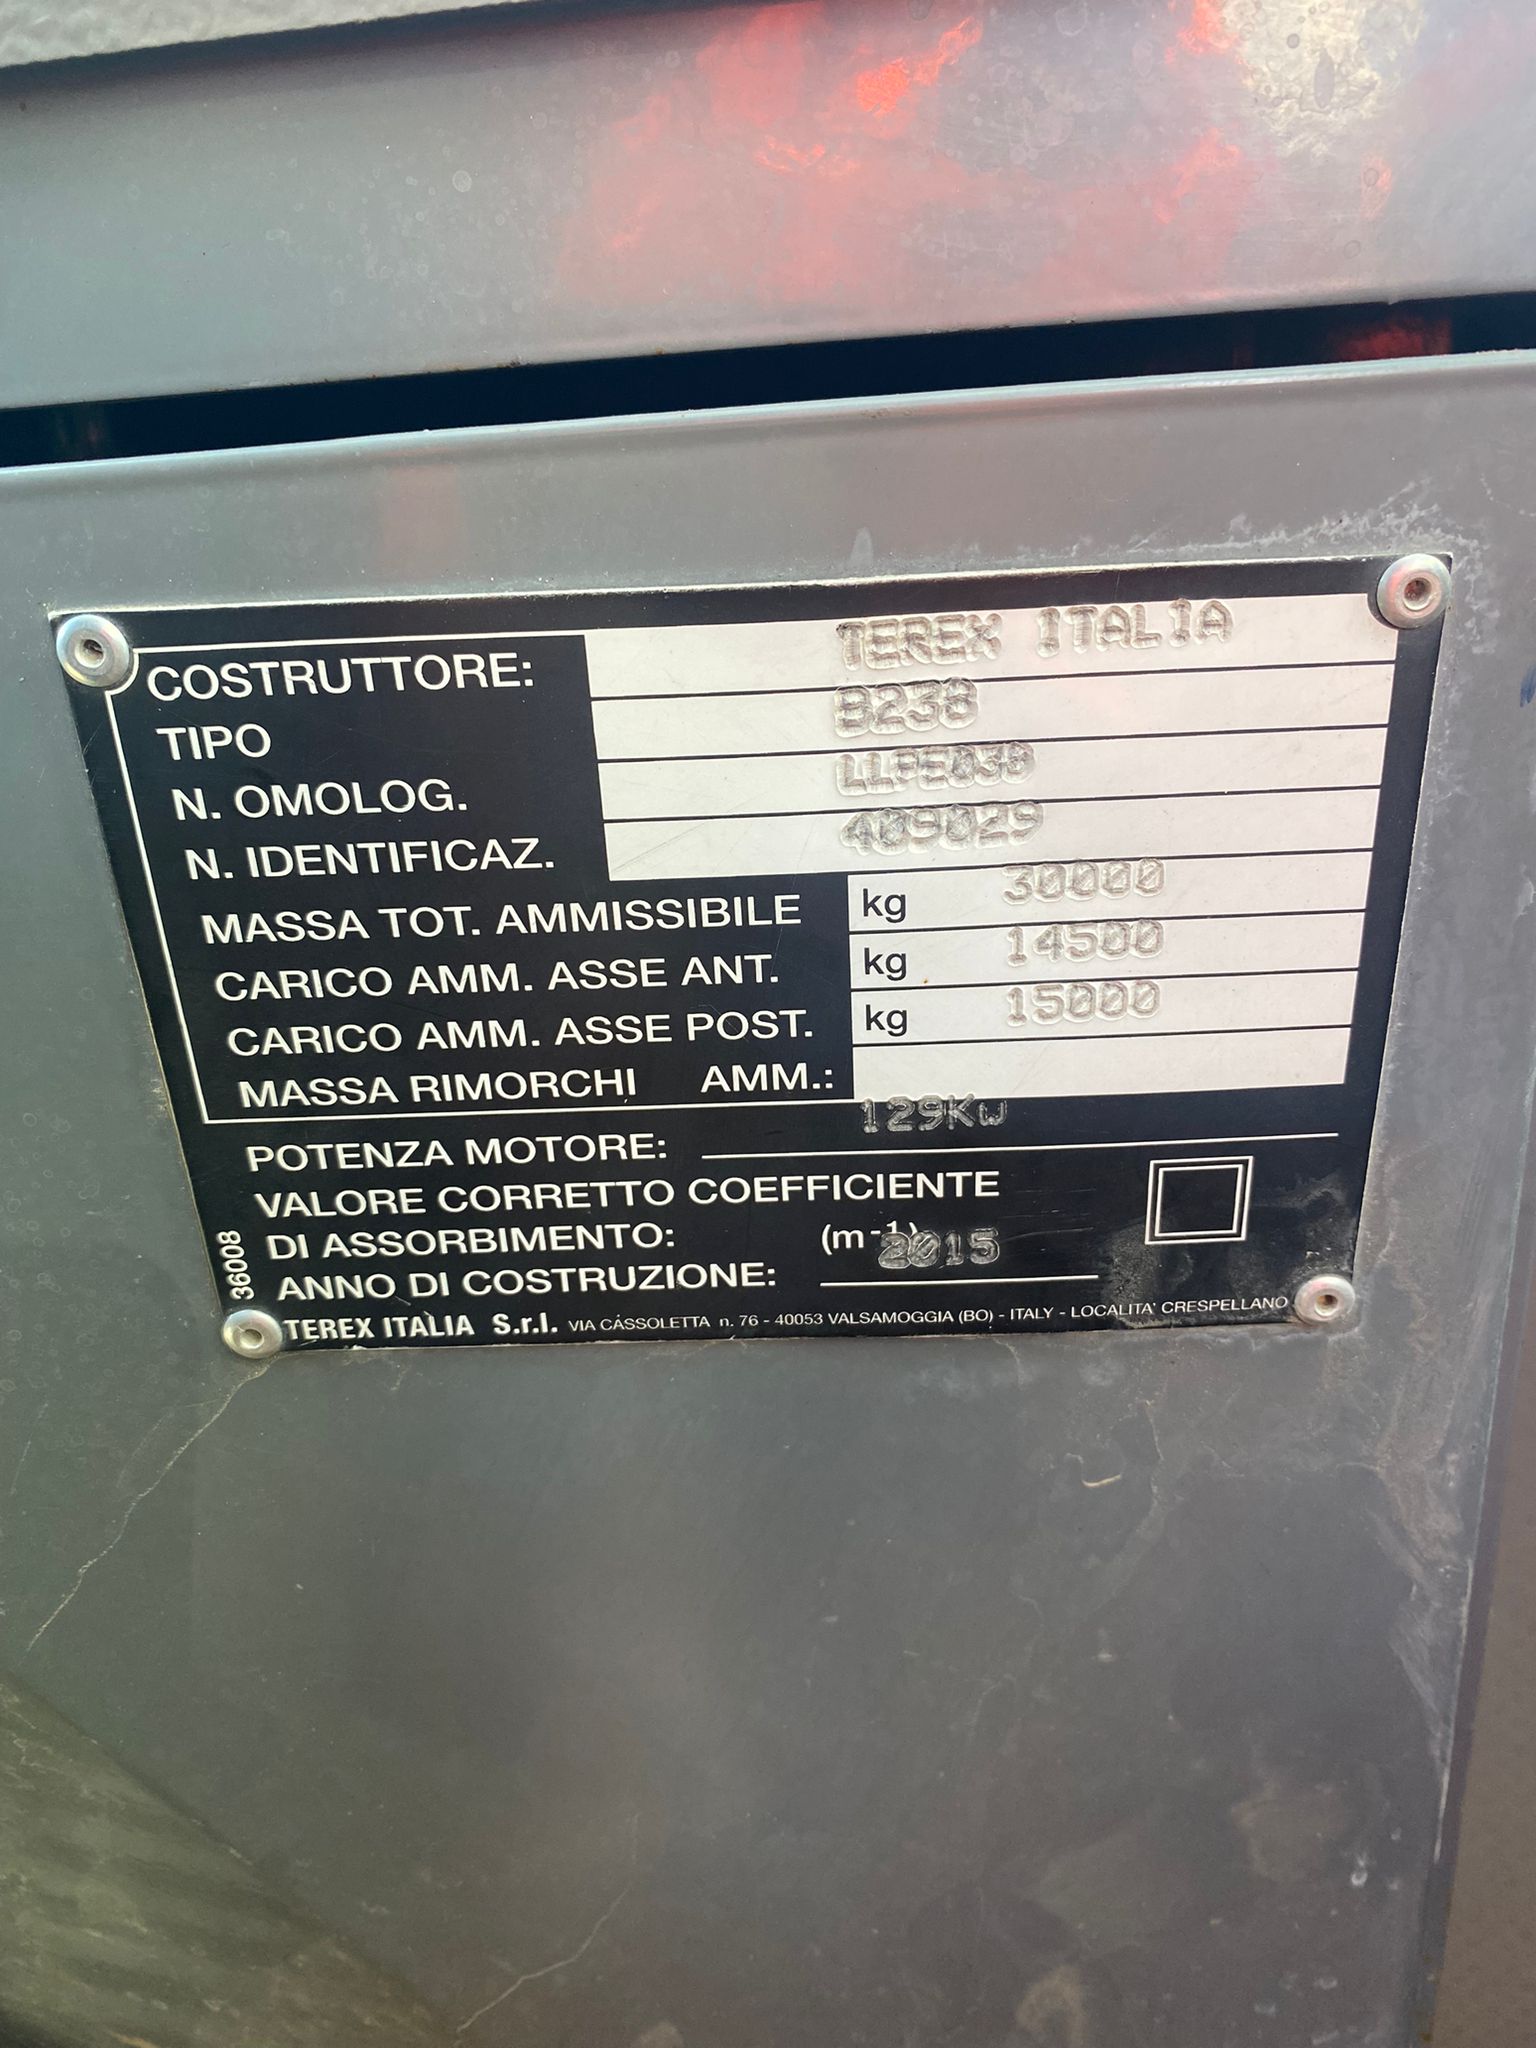 COSTRUTTORE: TEREX ITALIA
TIPO B238
N. OMOLOG. LLPE030
N. IDENTIFICAZ. 409029
MASSA TOT. AMMISSIBILE kg 30000
CARICO AMM. ASSE ANT. kg 14500
CARICO AMM. ASSE POST. kg 15000
MASSA RIMORCHI AMM.:
POTENZA MOTORE: 129Kw
VALORE CORRETTO COEFFICIENTE
DI ASSORBIMENTO: (m-1)
ANNO DI COSTRUZIONE: 2015
36008
TEREX ITALIA S.r.l. VIA CASSOLETTA n. 76 - 40053 VALSAMOGGIA (BO) - ITALY - LOCALITA' CRESPELLANO